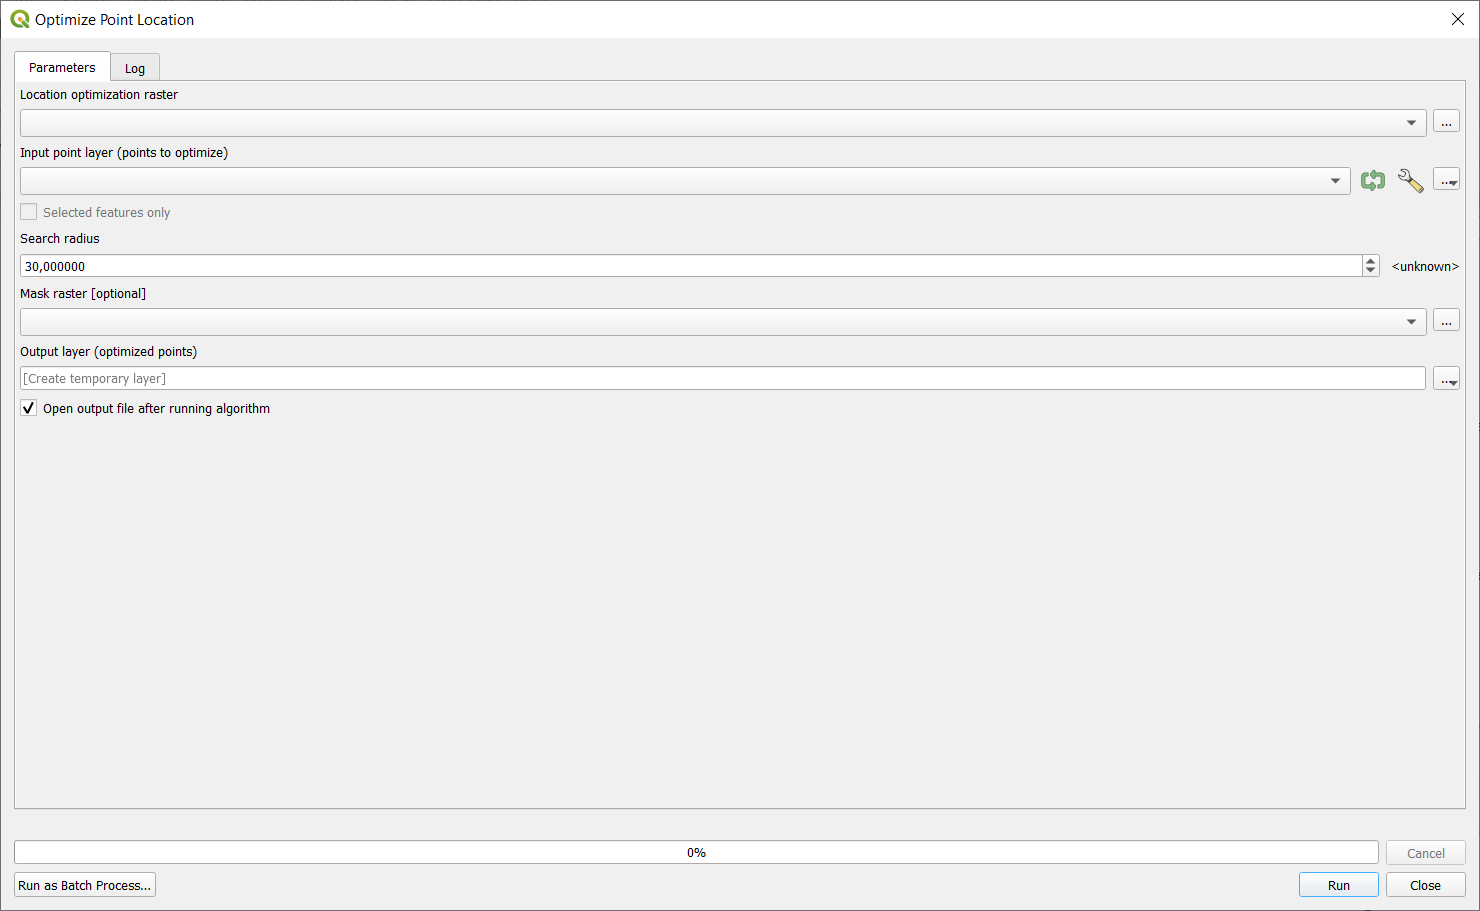 Optimize Point Location
Parameters
Log
Location optimization raster
...
Input point layer (points to optimize)
...
Selected features only
Search radius
30,000000
<unknown>
Mask raster [optional]
...
Output layer (optimized points)
[Create temporary layer]
...
Open output file after running algorithm
0%
Cancel
Run as Batch Process...
Run
Close